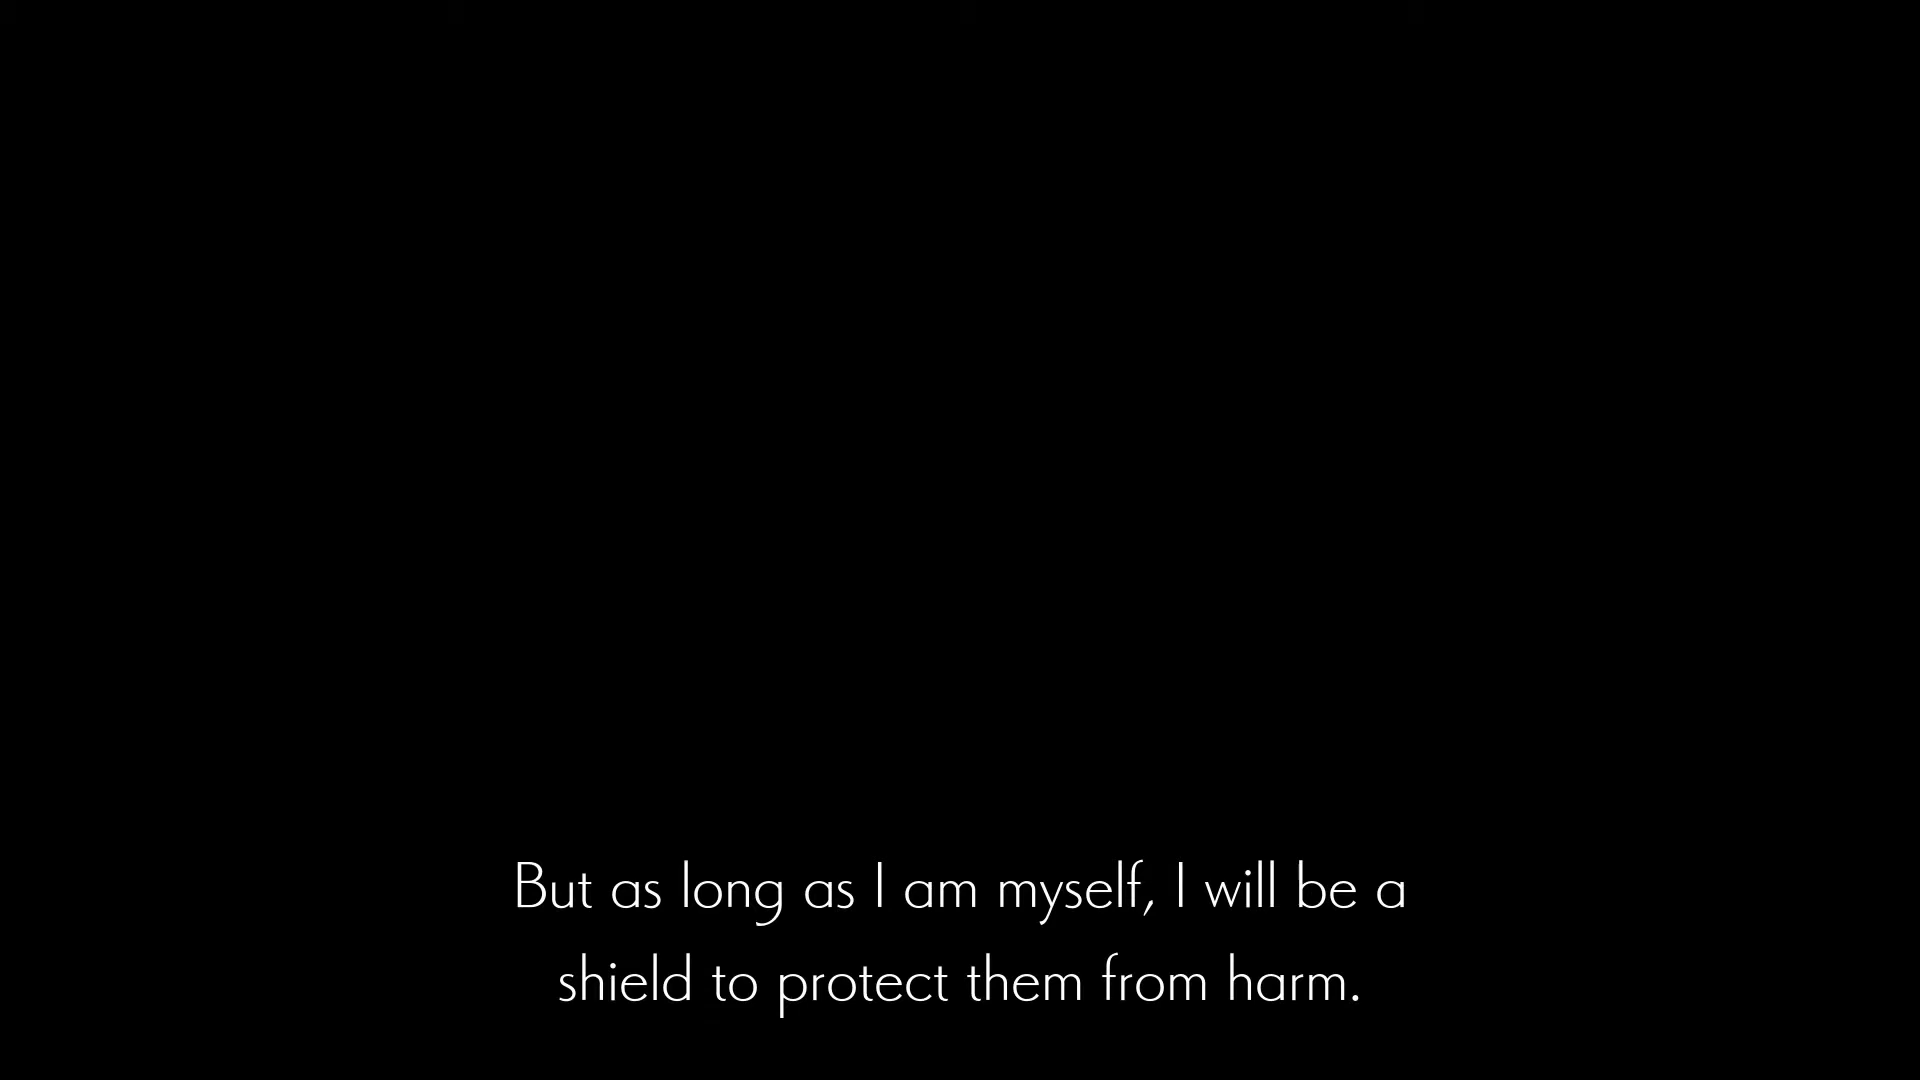 But as long as I am myself, I will be a
shield to protect them from harm.